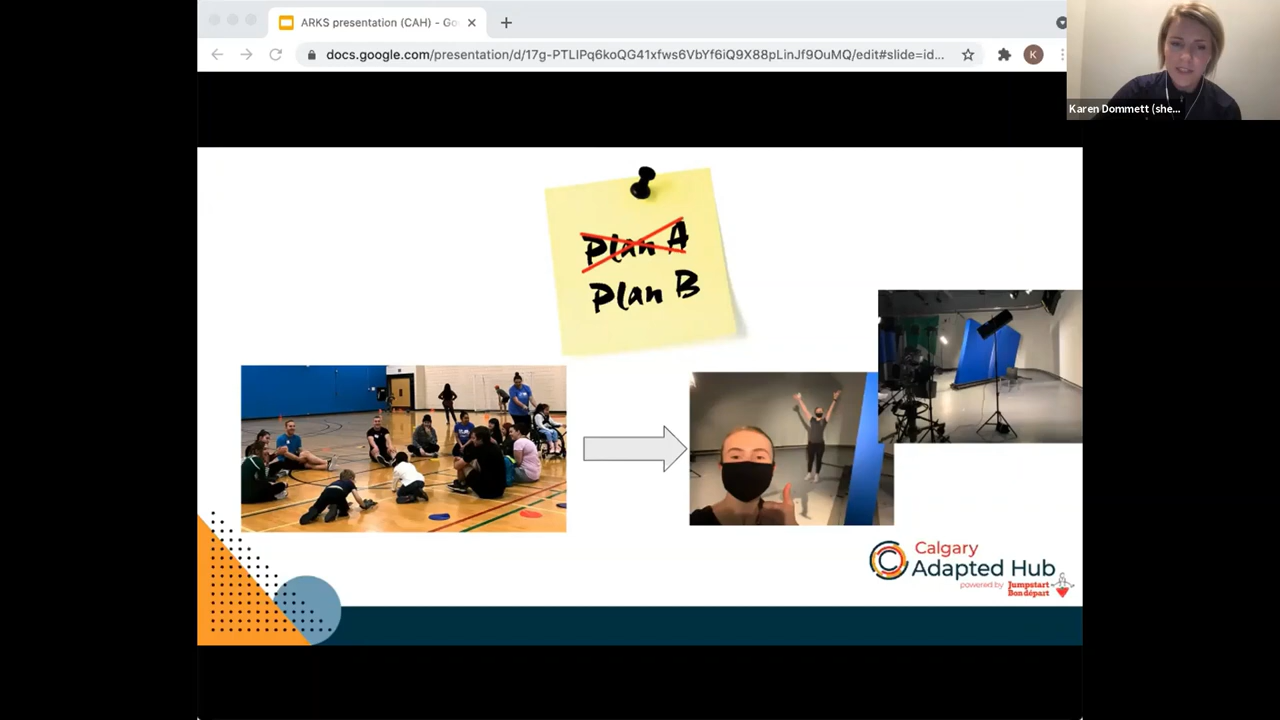 ARKS presentation (CAH) - Go
docs.google.com/presentation/d/17g-PTLIPq6koQG41xfws6VbYf6iQ9X88pLinJf9OuMQ/edit#slide=id...
K
Karen Dommett (she...
Plan A
Plan B
Calgary
Adapted Hub
powered by Jumpstart
Bon départ